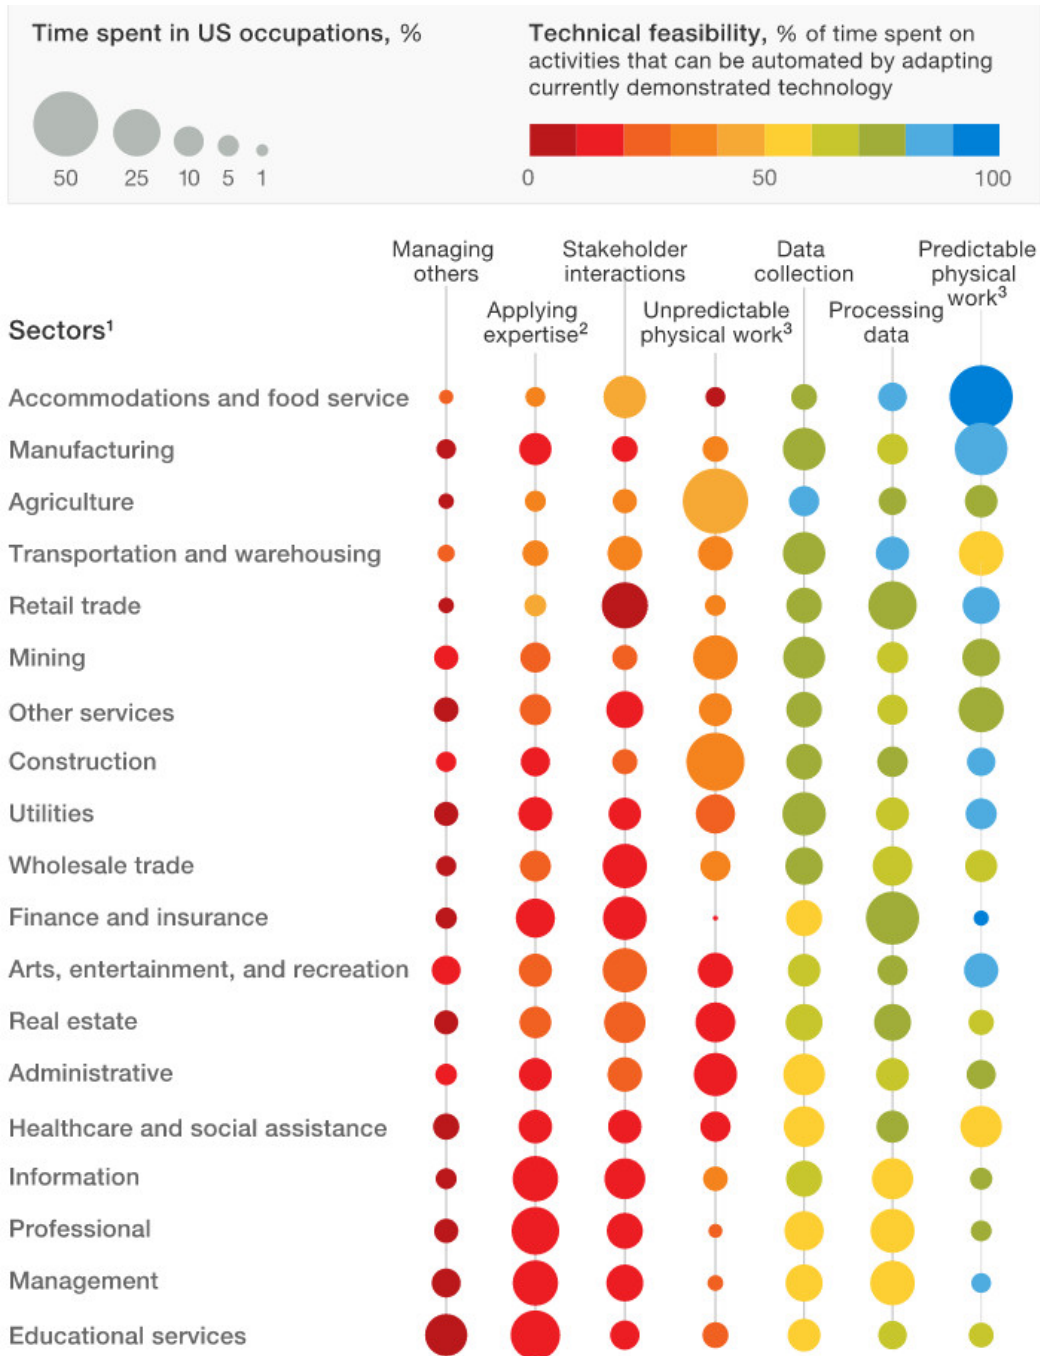 Time spent in US occupations, %
50 25 10 5 1
Technical feasibility, % of time spent on
activities that can be automated by adapting
currently demonstrated technology
0 50 100
Managing
others
Applying
expertise2
Stakeholder
interactions
Unpredictable
physical work3
Data
collection
Processing
data
Predictable
physical
work3
Sectors1
Accommodations and food service
Manufacturing
Agriculture
Transportation and warehousing
Retail trade
Mining
Other services
Construction
Utilities
Wholesale trade
Finance and insurance
Arts, entertainment, and recreation
Real estate
Administrative
Healthcare and social assistance
Information
Professional
Management
Educational services